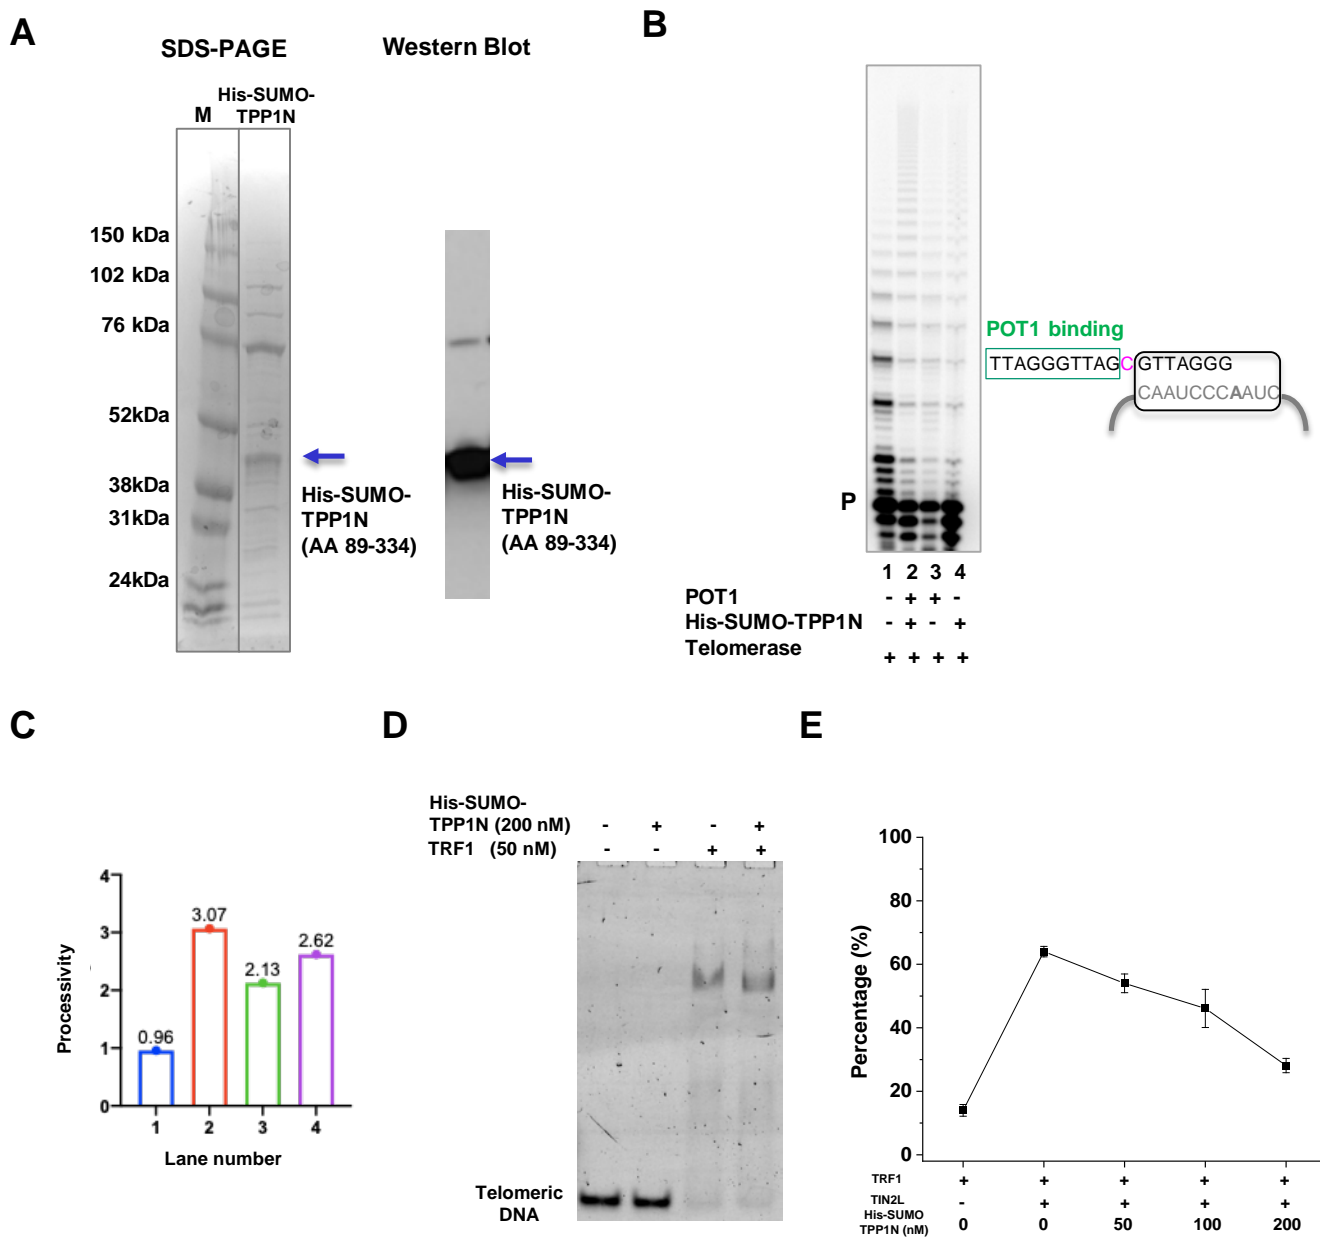 A
SDS-PAGE
Western Blot
M
His-SUMO-
TPP1N
150 kDa
102 kDa
76 kDa
52kDa
38kDa
31kDa
24kDa
His-SUMO-
TPP1N
(AA 89-334)
His-SUMO-
TPP1N
(AA 89-334)
B
POT1 binding
TTAGGGTTAGCGTTAGGG
CAAUCCCAAUC
P
1 2 3 4
POT1 - + + -
His-SUMO-TPP1N - + - +
Telomerase + + + +
C
Processivity
4
3
2
1
0
0.96
3.07
2.13
2.62
1 2 3 4
Lane number
D
His-SUMO-
TPP1N (200 nM) - + - +
TRF1 (50 nM) - - + +
Telomeric
DNA
E
Percentage (%)
100
80
60
40
20
0
TRF1 + + + + +
TIN2L - + + + +
His-SUMO
TPP1N (nM) 0 0 50 100 200